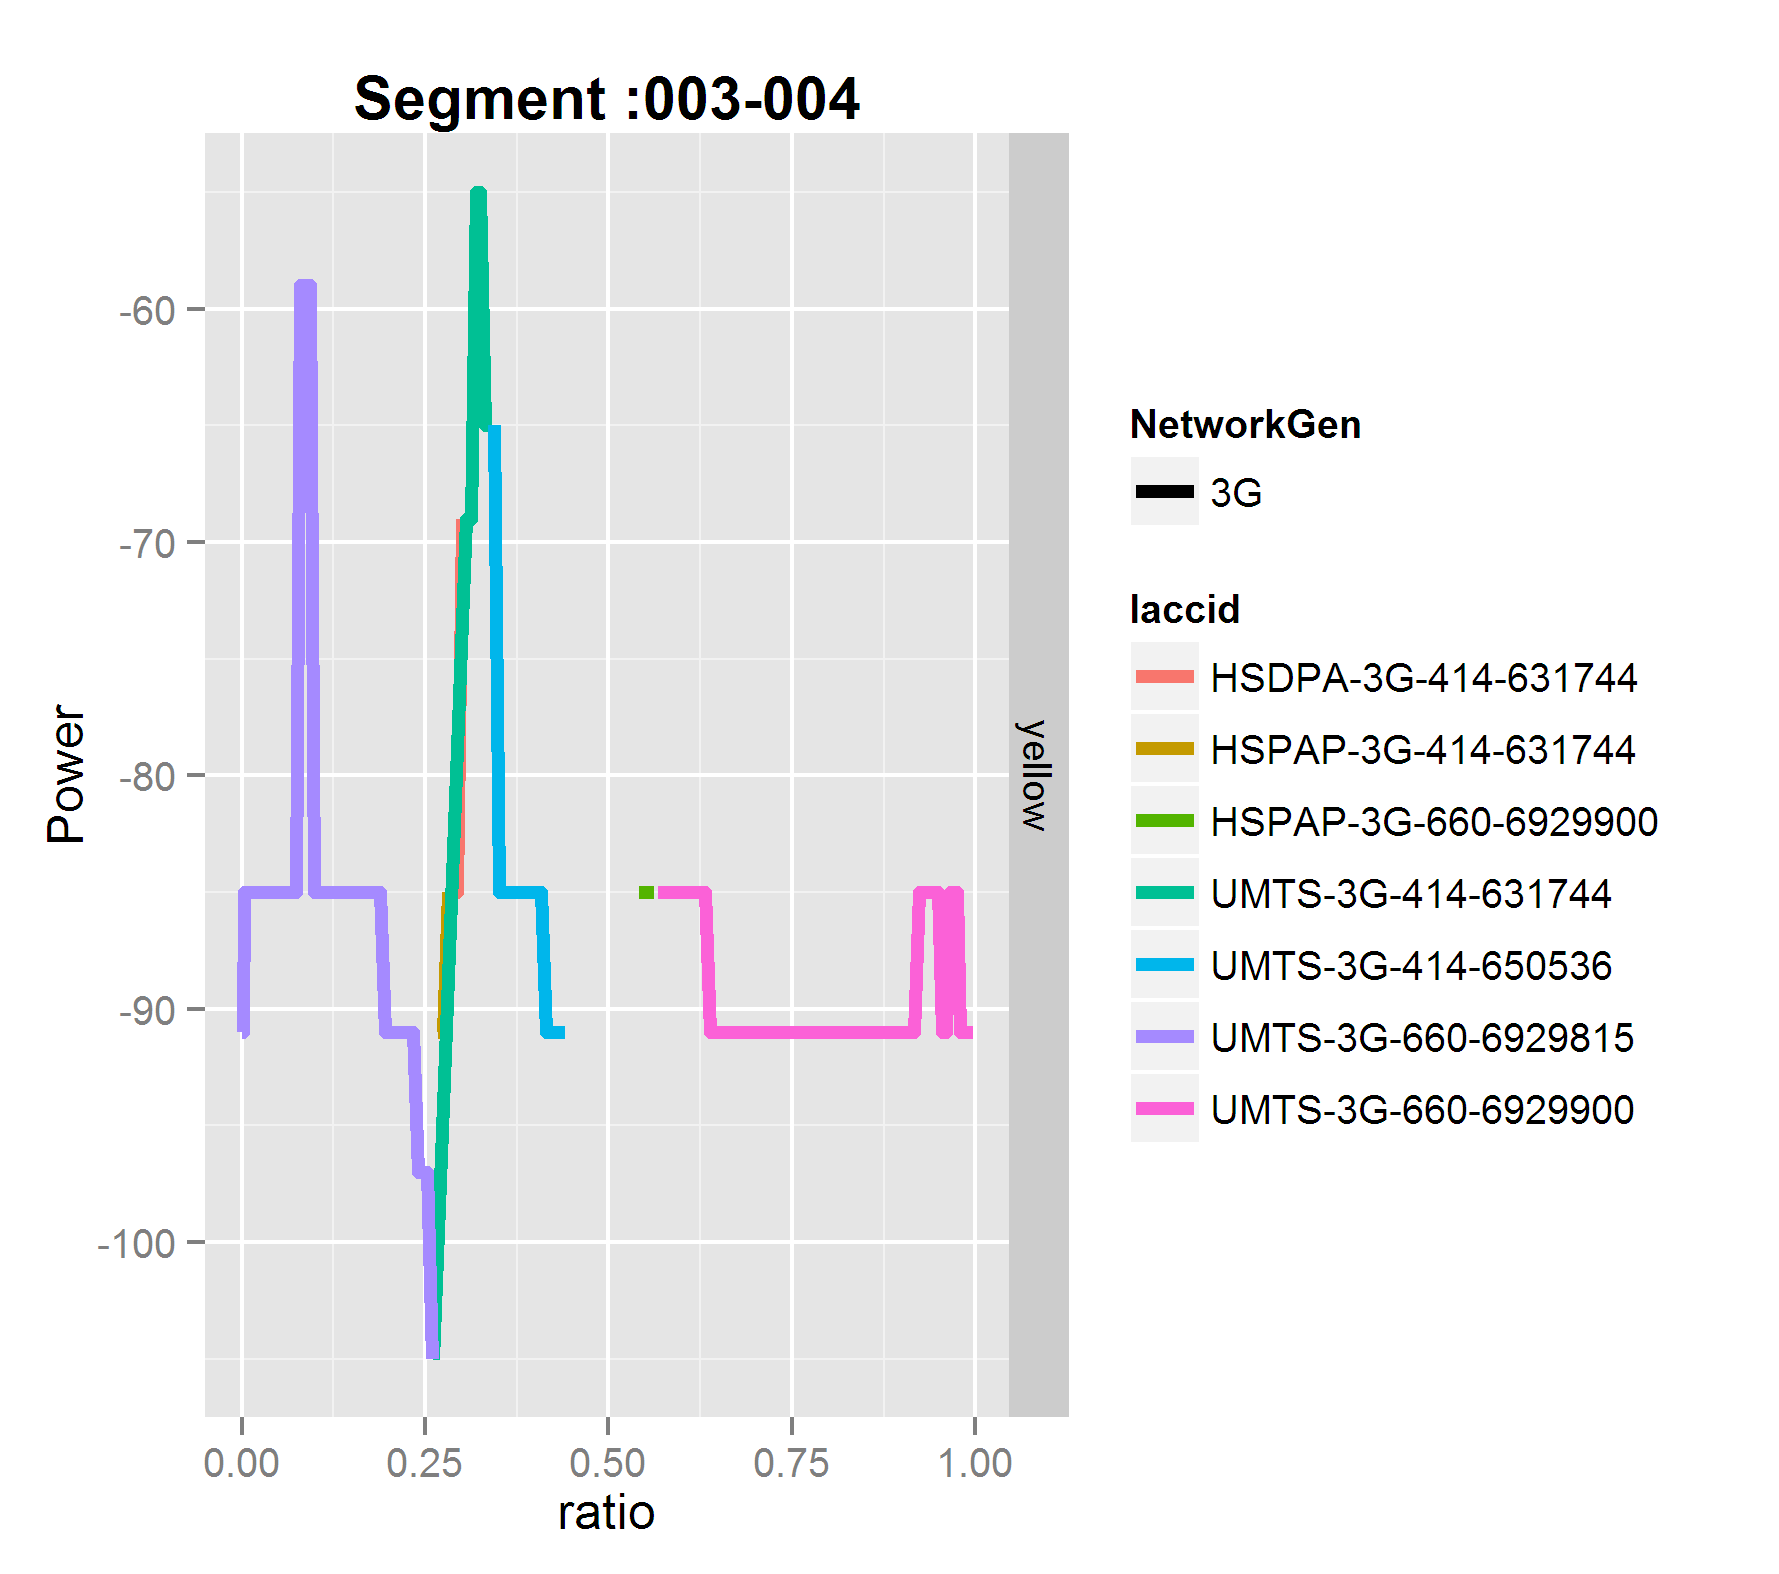 Segment :003-004
-60
-70
-80
-90
-100
Power
0.00 0.25 0.50 0.75 1.00
ratio
yellow
NetworkGen
3G
laccid
HSDPA-3G-414-631744
HSPAP-3G-414-631744
HSPAP-3G-660-6929900
UMTS-3G-414-631744
UMTS-3G-414-650536
UMTS-3G-660-6929815
UMTS-3G-660-6929900